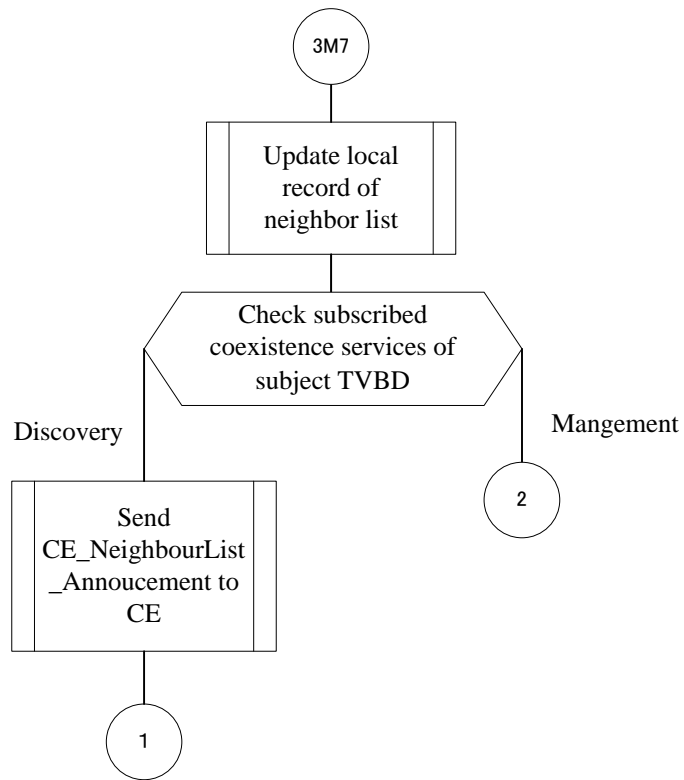 3M7
Update local
record of
neighbor list
Check subscribed
coexistence services of
subject TVBD
Discovery
Mangement
2
Send
CE_NeighbourList
_Annoucement to
CE
1